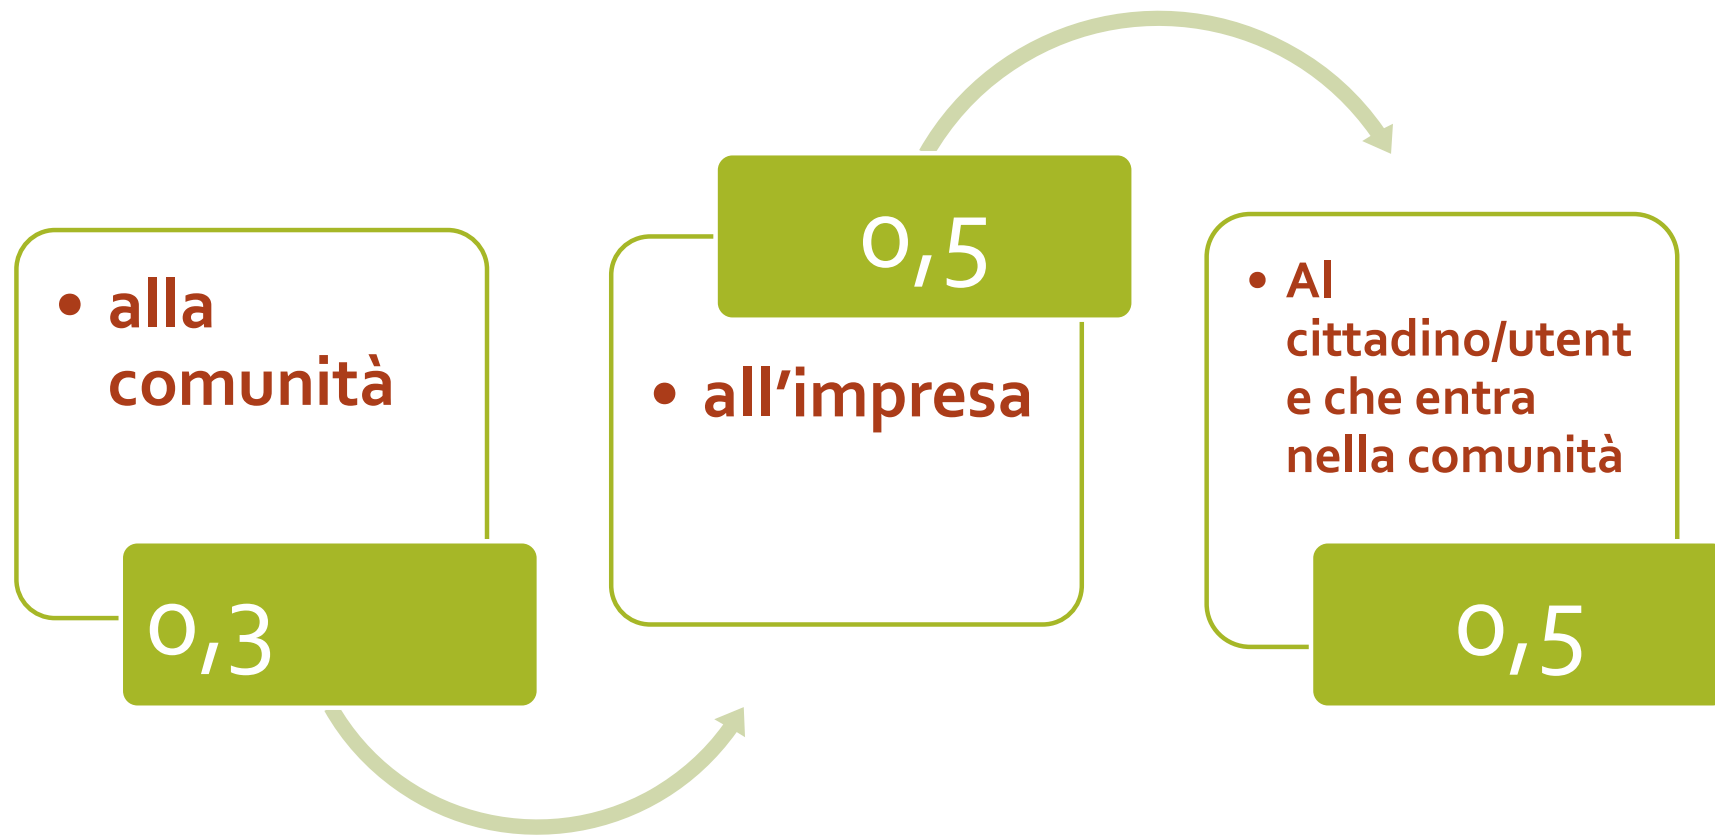 • alla
comunità
0,3
0,5
• all’impresa
• Al
cittadino/utent
e che entra
nella comunità
0,5